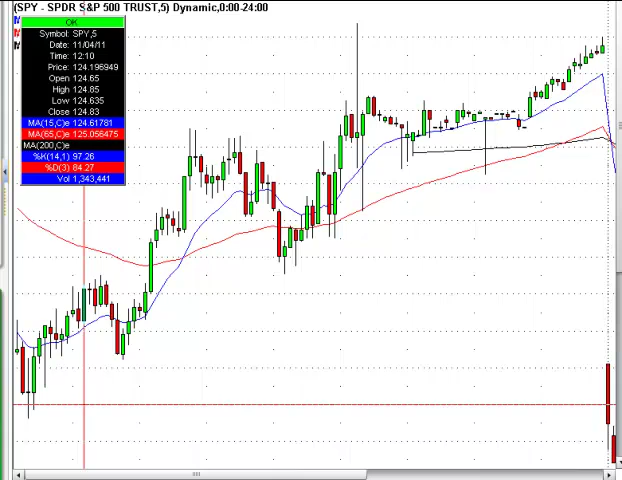 (SPY - SPDR S&P 500 TRUST,5) Dynamic,0:00-24:00
OK
Symbol: SPY,5
Date: 11/04/11
Time: 12:10
Price: 124.196949
Open 124.65
High 124.85
Low 124.635
Close 124.83
MA(15,C)e 124.61781
MA(65,C)e 125.056475
MA(200,C)e
%K(14,1) 97.26
%D(3) 84.27
Vol 1,343,441